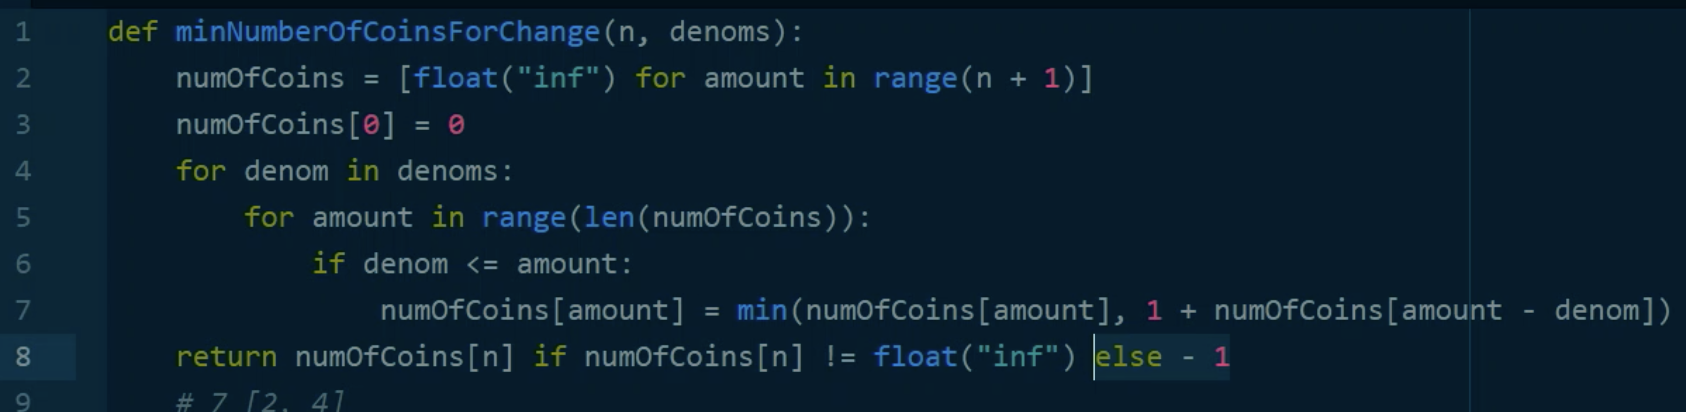 1 def minNumberOfCoinsForChange(n, denoms):
2 numOfCoins = [float("inf") for amount in range(n + 1)]
3 numOfCoins[0] = 0
4 for denom in denoms:
5 for amount in range(len(numOfCoins)):
6 if denom <= amount:
7 numOfCoins[amount] = min(numOfCoins[amount], 1 + numOfCoins[amount - denom])
8 return numOfCoins[n] if numOfCoins[n] != float("inf") else - 1
9 # 7 [2, 4]